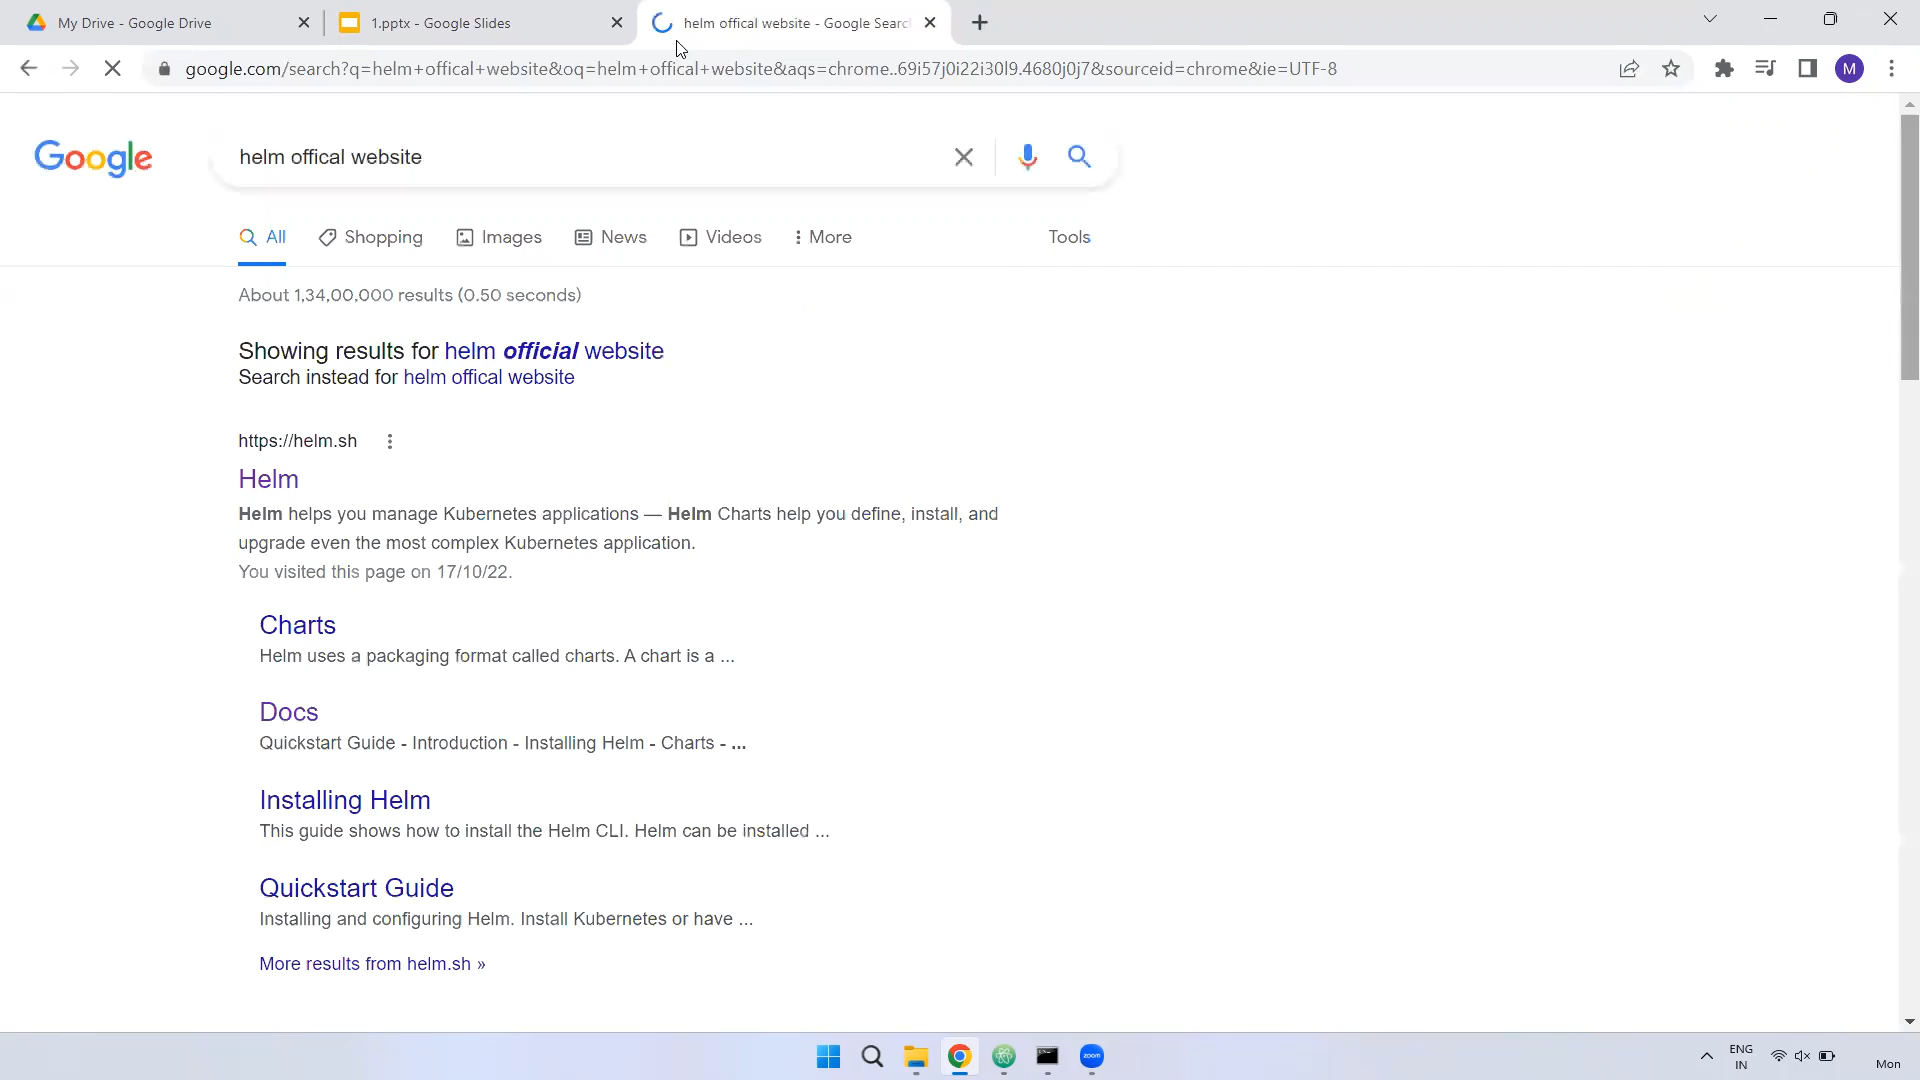 My Drive - Google Drive
1.pptx - Google Slides
helm offical website - Google Searc
google.com/search?q=helm+offical+website&oq=helm+offical+website&aqs=chrome..69i57j0i22i30l9.4680j0j7&sourceid=chrome&ie=UTF-8
M
Google
helm offical website
All
Shopping
Images
News
Videos
More
Tools
About 1,34,00,000 results (0.50 seconds)
Showing results for helm official website
Search instead for helm offical website
https://helm.sh
Helm
Helm helps you manage Kubernetes applications — Helm Charts help you define, install, and
upgrade even the most complex Kubernetes application.
You visited this page on 17/10/22.
Charts
Helm uses a packaging format called charts. A chart is a ...
Docs
Quickstart Guide - Introduction - Installing Helm - Charts - ...
Installing Helm
This guide shows how to install the Helm CLI. Helm can be installed ...
Quickstart Guide
Installing and configuring Helm. Install Kubernetes or have ...
More results from helm.sh »
zoom
ENG
IN
Mon